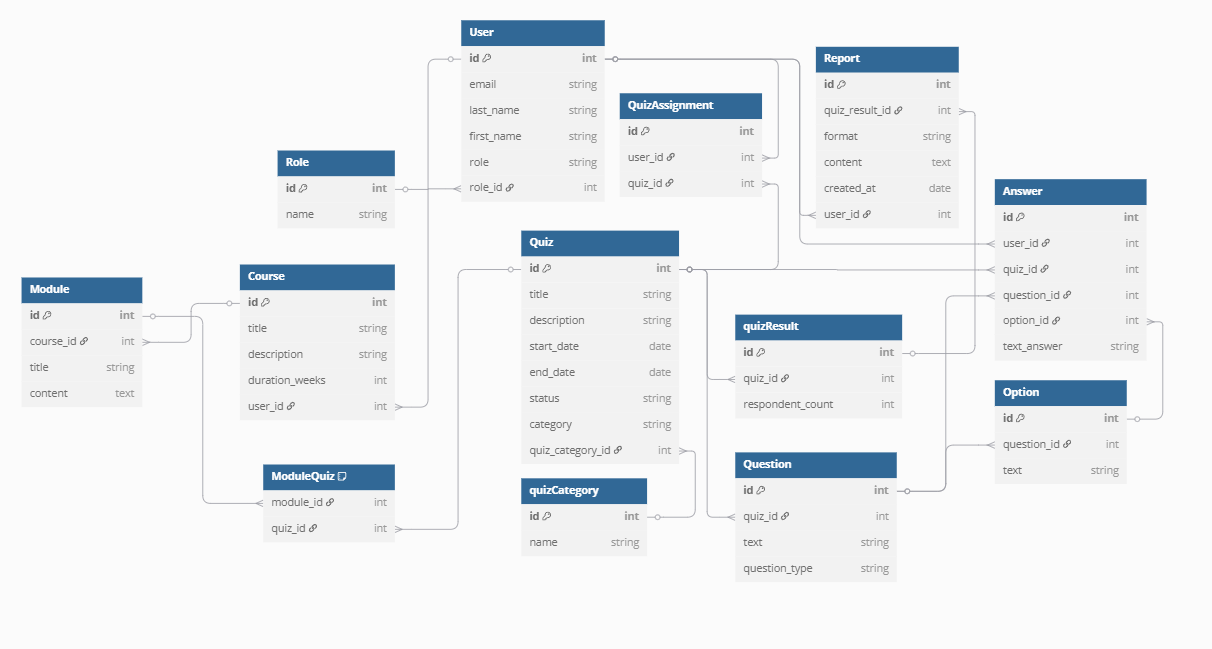 User
id int
email string
last_name string
first_name string
role string
role_id int
Report
id int
quiz_result_id int
format string
content text
created_at date
user_id int
QuizAssignment
id int
user_id int
quiz_id int
Role
id int
name string
Answer
id int
user_id int
quiz_id int
question_id int
option_id int
text_answer string
Quiz
id int
title string
description string
start_date date
end_date date
status string
category string
quiz_category_id int
Course
id int
title string
description string
duration_weeks int
user_id int
Module
id int
course_id int
title string
content text
quizResult
id int
quiz_id int
respondent_count int
Option
id int
question_id int
text string
Question
id int
quiz_id int
text string
question_type string
ModuleQuiz
module_id int
quiz_id int
quizCategory
id int
name string